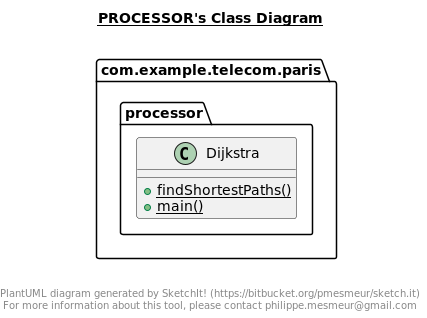 PROCESSOR's Class Diagram
com.example.telecom.paris
processor
C Dijkstra
findShortestPaths()
main()
PlantUML diagram generated by SketchIt! (https://bitbucket.org/pmesmeur/sketch.it)
For more information about this tool, please contact philippe.mesmeur@gmail.com